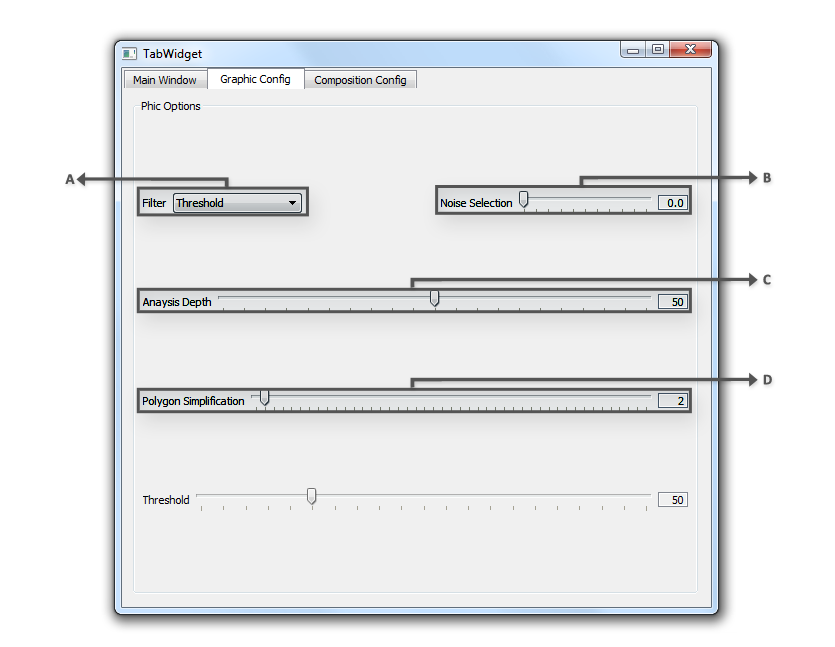 TabWidget
Main Window Graphic Config Composition Config
Phic Options
A
B
Filter Threshold
Noise Selection 0.0
C
Anaysis Depth 50
D
Polygon Simplification 2
Threshold 50